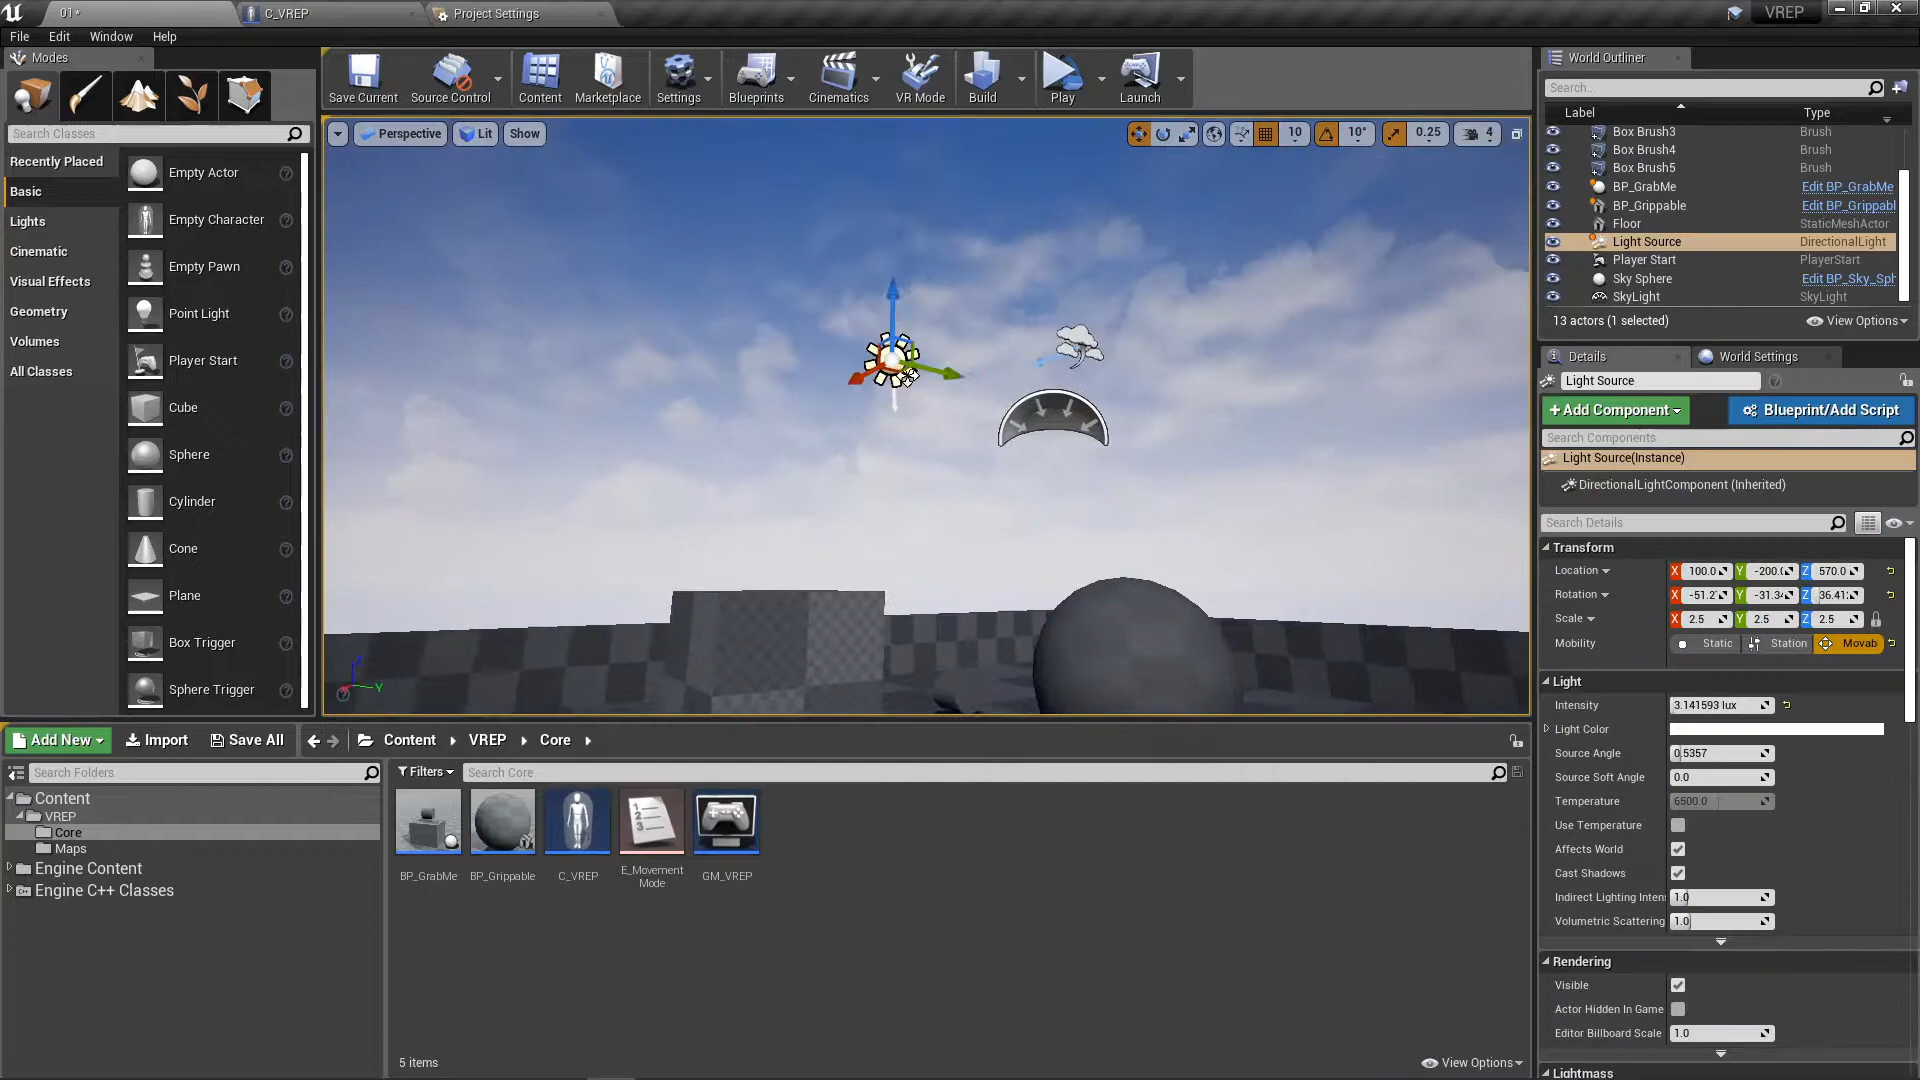 01*
C_VREP
Project Settings
VREP
File Edit Window Help
Modes
Search Classes
Recently Placed
Basic
Lights
Cinematic
Visual Effects
Geometry
Volumes
All Classes
Empty Actor
Empty Character
Empty Pawn
Point Light
Player Start
Cube
Sphere
Cylinder
Cone
Plane
Box Trigger
Sphere Trigger
Save Current
Source Control
Content
Marketplace
Settings
Blueprints
Cinematics
VR Mode
Build
Play
Launch
Perspective
Lit
Show
10
10°
0.25
4
Y
World Outliner
Search...
Label Type
Box Brush3 Brush
Box Brush4 Brush
Box Brush5 Brush
BP_GrabMe Edit BP_GrabMe
BP_Grippable Edit BP_Grippabl
Floor StaticMeshActor
Light Source DirectionalLight
Player Start PlayerStart
Sky Sphere Edit BP_Sky_Sph
SkyLight SkyLight
13 actors (1 selected) View Options
Details
World Settings
Light Source
+Add Component
Blueprint/Add Script
Search Components
Light Source(Instance)
DirectionalLightComponent (Inherited)
Search Details
Transform
Location X 100.0 Y -200.0 Z 570.0
Rotation X -51.2 Y -31.34 Z 36.41
Scale X 2.5 Y 2.5 Z 2.5
Mobility Static Station Movab
Light
Intensity 3.141593 lux
Light Color
Source Angle 0.5357
Source Soft Angle 0.0
Temperature 6500.0
Use Temperature
Affects World
Cast Shadows
Indirect Lighting Inten 1.0
Volumetric Scattering 1.0
Rendering
Visible
Actor Hidden In Game
Editor Billboard Scale 1.0
Lightmass
Add New
Import
Save All
Content VREP Core
Search Folders
Content
VREP
Core
Maps
Engine Content
Engine C++ Classes
Filters
Search Core
BP_GrabMe
BP_Grippable
C_VREP
E_Movement
Mode
GM_VREP
5 items
View Options